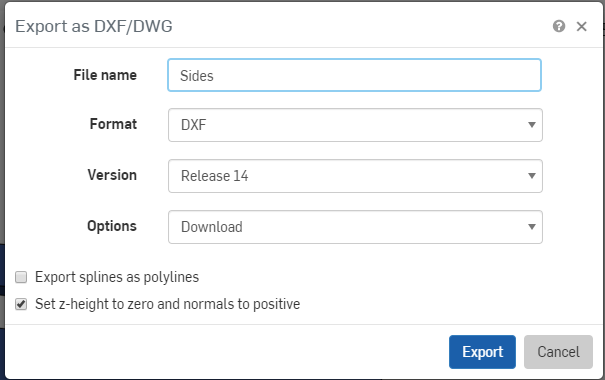 Export as DXF/DWG
File name Sides
Format DXF
Version Release 14
Options Download
Export splines as polylines
Set z-height to zero and normals to positive
Export Cancel